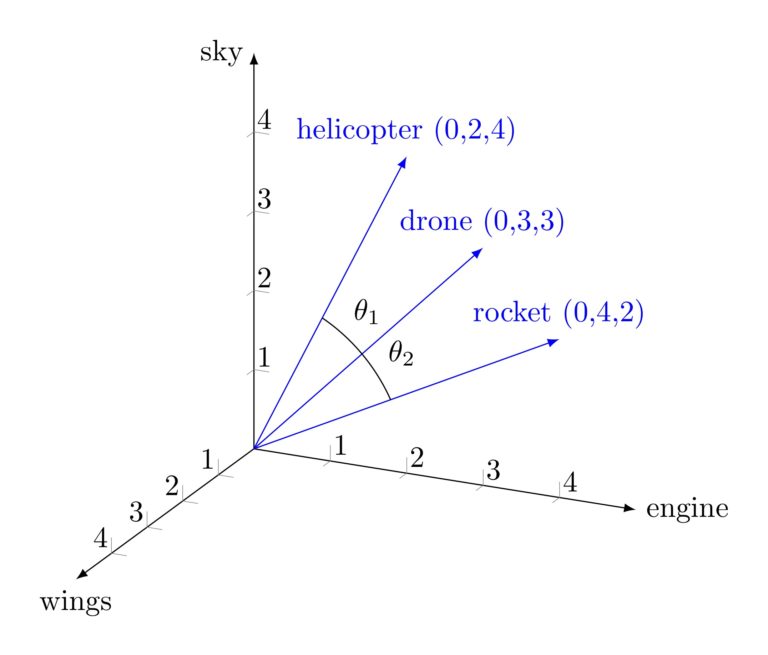 sky
4
helicopter (0,2,4)
3
drone (0,3,3)
2
θ₁
rocket (0,4,2)
θ₂
1
1
1
2
2
3
3
4
4
engine
wings